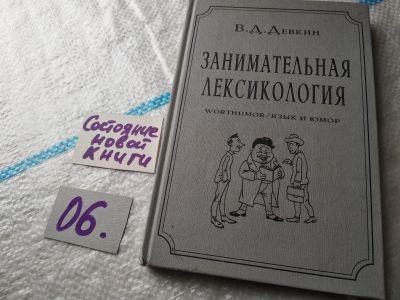 В.Д.ДЕВКИН
ЗАНИМАТЕЛЬНАЯ
ЛЕКСИКОЛОГИЯ
WORTHUMOR/ЯЗЫК И ЮМОР
Состояние
новой
книги
06.